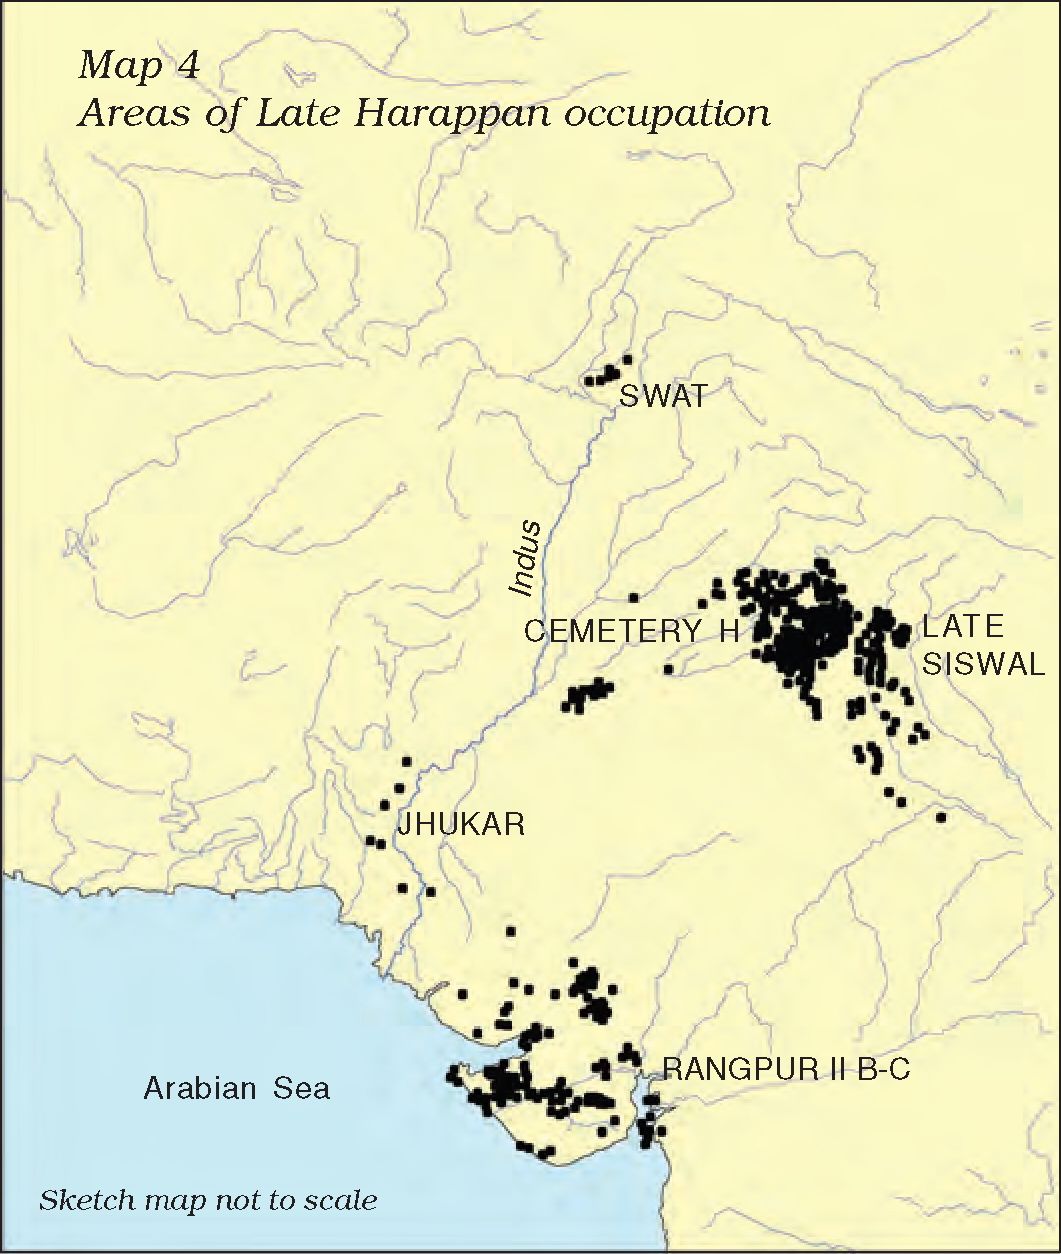 Map 4
Areas of Late Harappan occupation
SWAT
Indus
CEMETERY H
LATE
SISWAL
JHUKAR
RANGPUR II B-C
Arabian Sea
Sketch map not to scale